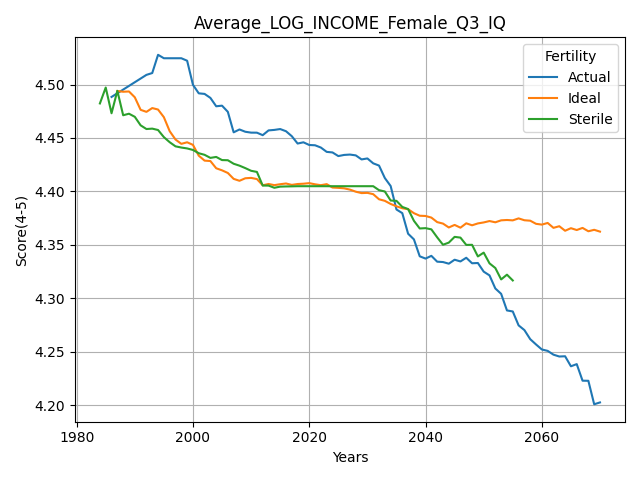 Average_LOG_INCOME_Female_Q3_IQ
Score(4-5)
4.50
4.45
4.40
4.35
4.30
4.25
4.20
Fertility
Actual
Ideal
Sterile
1980
2000
2020
2040
2060
Years